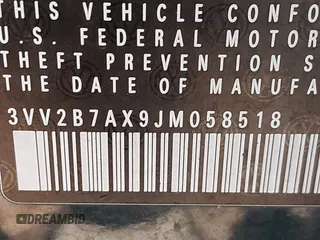 THIS VEHICLE CONFO
U.S. FEDERAL MOTOR
THEFT PREVENTION S
THE DATE OF MANUFA
3VV2B7AX9JM058518
DREAMBID